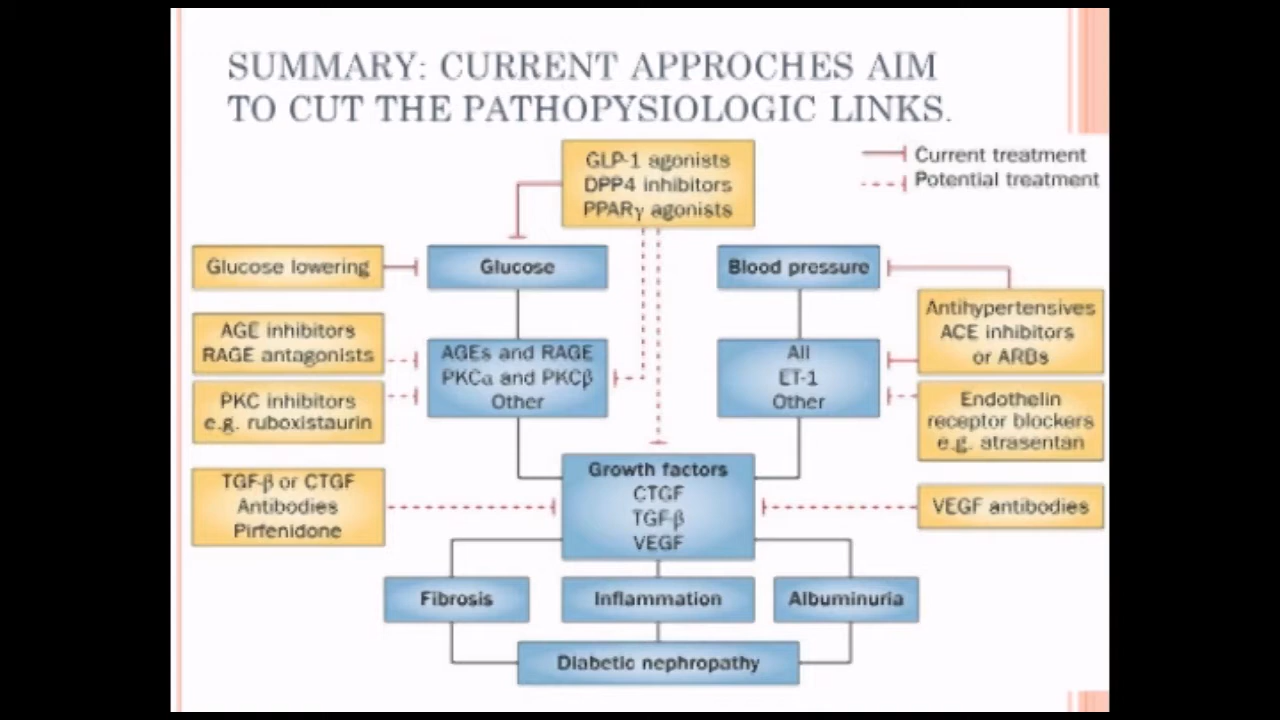 SUMMARY: CURRENT APPROCHES AIM
TO CUT THE PATHOPYSIOLOGIC LINKS.
GLP-1 agonists
DPP4 inhibitors
PPARγ agonists
Current treatment
Potential treatment
Glucose lowering
Glucose
Blood pressure
AGE inhibitors
RAGE antagonists
AGEs and RAGE
PKCα and PKCβ
Other
AII
ET-1
Other
Antihypertensives
ACE inhibitors
or ARBs
PKC inhibitors
e.g. ruboxistaurin
Endothelin
receptor blockers
e.g. atrasentan
TGF-β or CTGF
Antibodies
Pirfenidone
Growth factors
CTGF
TGF-β
VEGF
VEGF antibodies
Fibrosis
Inflammation
Albuminuria
Diabetic nephropathy